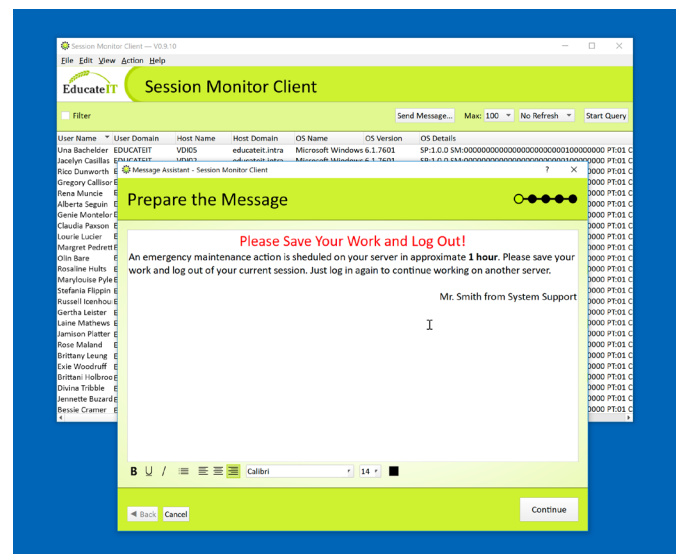 Session Monitor Client — V0.9.10
File Edit View Action Help
EducateIT Session Monitor Client
Filter Send Message... Max: 100 No Refresh Start Query
User Name User Domain Host Name Host Domain OS Name OS Version OS Details
Una Bachelder EDUCATEIT VDI05 educateit.intra Microsoft Windows 6.1.7601
Jacelyn Casillas EDUCATEIT educateit.intra Microsoft Windows 6.1.7601
Rico Dunworth
Message Assistant - Session Monitor Client ? ×
Gregory Callisor
Rena Muncie
Alberta Seguin
Genie Montelor
Claudia Paxson
Lourie Lucier
Margret Pedrett
Olin Bare
Rosaline Hults
Marylouise Pyle
Stefania Flippin
Russell Icenhou
Gertha Leister
Laine Mathews
Jamison Platter
Rose Maland
Brittany Leung
Exie Woodruff
Brittani Holbroo
Divina Tribble
Jennette Buzard
Bessie Cramer
Prepare the Message
Please Save Your Work and Log Out!
An emergency maintenance action is sheduled on your server in approximate 1 hour. Please save your
work and log out of your current session. Just log in again to continue working on another server.
Mr. Smith from System Support
B U I Calibri 14
Back Cancel Continue